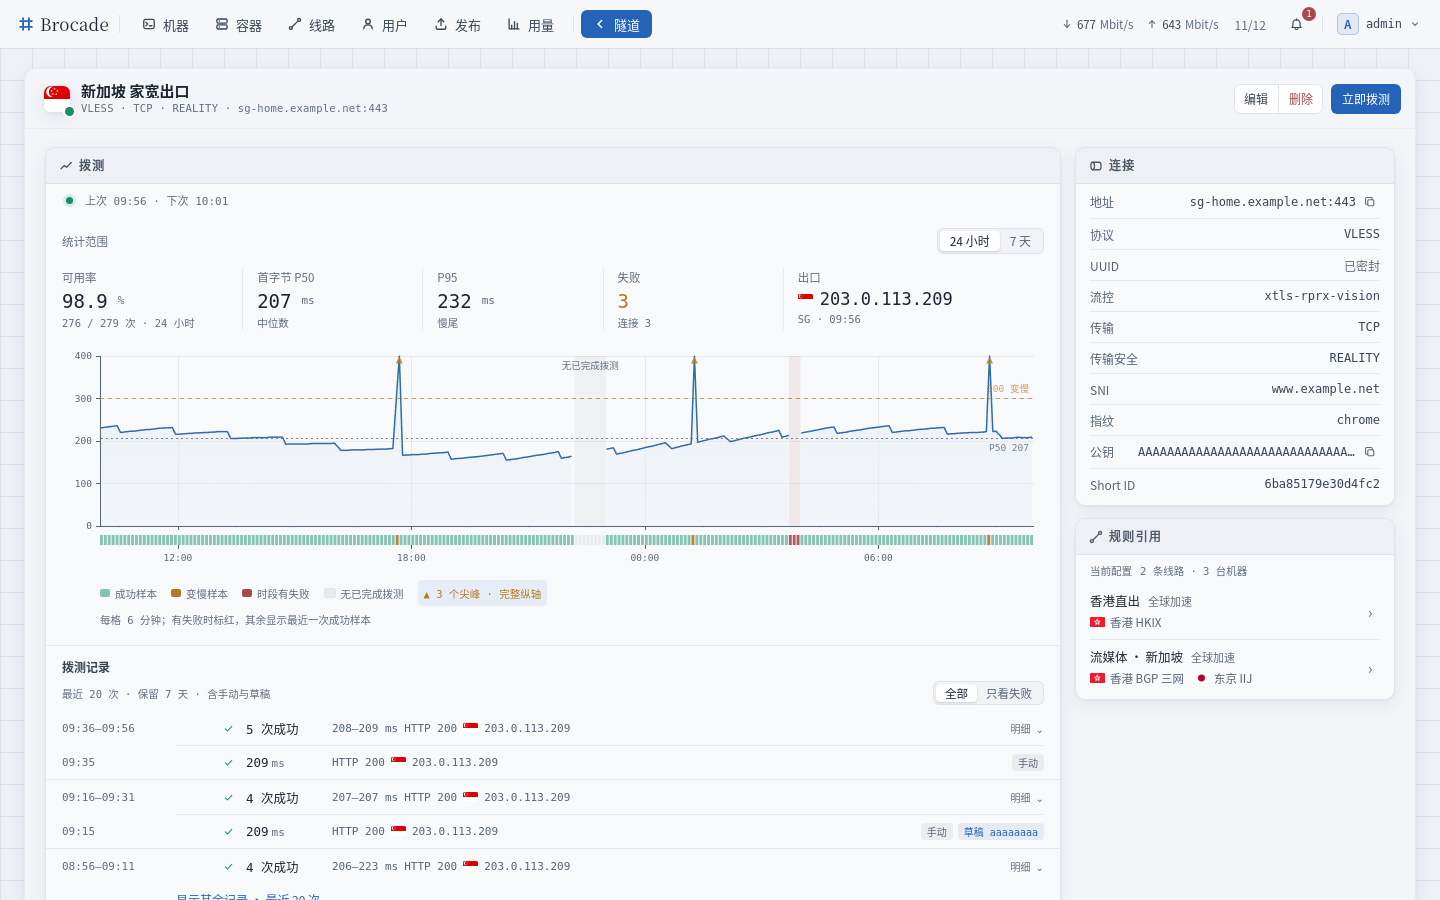 Brocade 机器 容器 线路 用户 发布 用量 隧道 ↓ 677 Mbit/s ↑ 643 Mbit/s 11/12 1 A admin
新加坡 家宽出口
VLESS · TCP · REALITY · sg-home.example.net:443
编辑 删除 立即拨测
拨测
上次 09:56 · 下次 10:01
统计范围 24 小时 7 天
可用率 首字节 P50 P95 失败 出口
98.9 % 207 ms 232 ms 3 203.0.113.209
276 / 279 次 · 24 小时 中位数 慢尾 连接 3 SG · 09:56
400
无已完成拨测
00 变慢
300
200
P50 207
100
0
12:00 18:00 00:00 06:00
成功样本 变慢样本 时段有失败 无已完成拨测 ▲ 3 个尖峰 · 完整纵轴
每格 6 分钟；有失败时标红，其余显示最近一次成功样本
拨测记录
最近 20 次 · 保留 7 天 · 含手动与草稿 全部 只看失败
09:36–09:56 ✓ 5 次成功 208–209 ms HTTP 200 203.0.113.209 明细
09:35 ✓ 209 ms HTTP 200 203.0.113.209 手动
09:16–09:31 ✓ 4 次成功 207–207 ms HTTP 200 203.0.113.209 明细
09:15 ✓ 209 ms HTTP 200 203.0.113.209 手动 草稿 aaaaaaaa
08:56–09:11 ✓ 4 次成功 206–223 ms HTTP 200 203.0.113.209 明细
显示其余记录 · 最近 20 次
连接
地址 sg-home.example.net:443
协议 VLESS
UUID 已密封
流控 xtls-rprx-vision
传输 TCP
传输安全 REALITY
SNI www.example.net
指纹 chrome
公钥 AAAAAAAAAAAAAAAAAAAAAAAAAAAAA…
Short ID 6ba85179e30d4fc2
规则引用
当前配置 2 条线路 · 3 台机器
香港直出 全球加速
香港 HKIX
流媒体 · 新加坡 全球加速
香港 BGP 三网 东京 IIJ